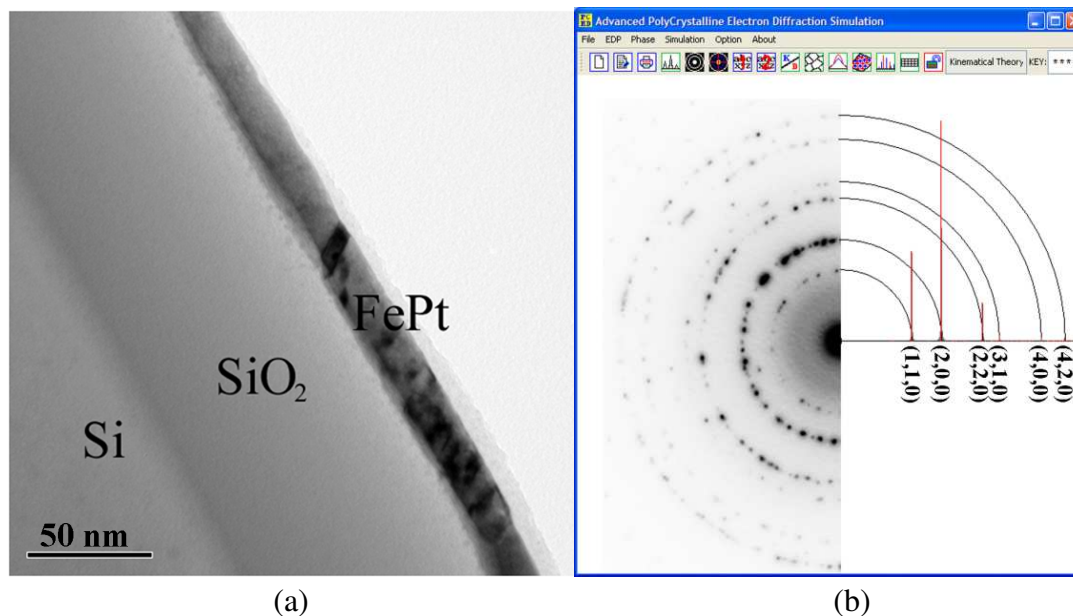 FePt
SiO2
Si
50 nm
(a)
Advanced PolyCrystalline Electron Diffraction Simulation
File EDP Phase Simulation Option About
Kinematical Theory KEY: ***
(1,1,0)
(2,0,0)
(2,2,0)
(3,1,0)
(4,0,0)
(4,2,0)
(b)